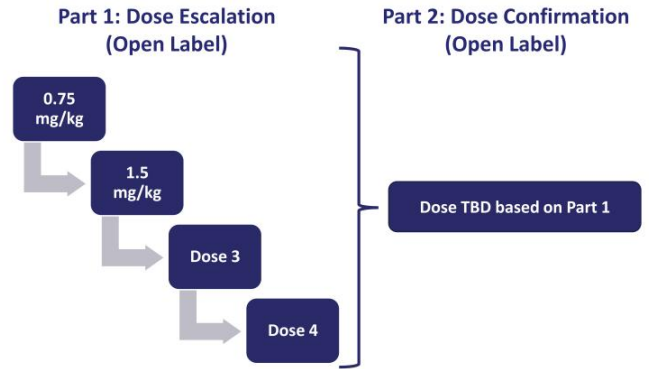 Part 1: Dose Escalation
(Open Label)
Part 2: Dose Confirmation
(Open Label)
0.75
mg/kg
1.5
mg/kg
Dose 3
Dose 4
Dose TBD based on Part 1